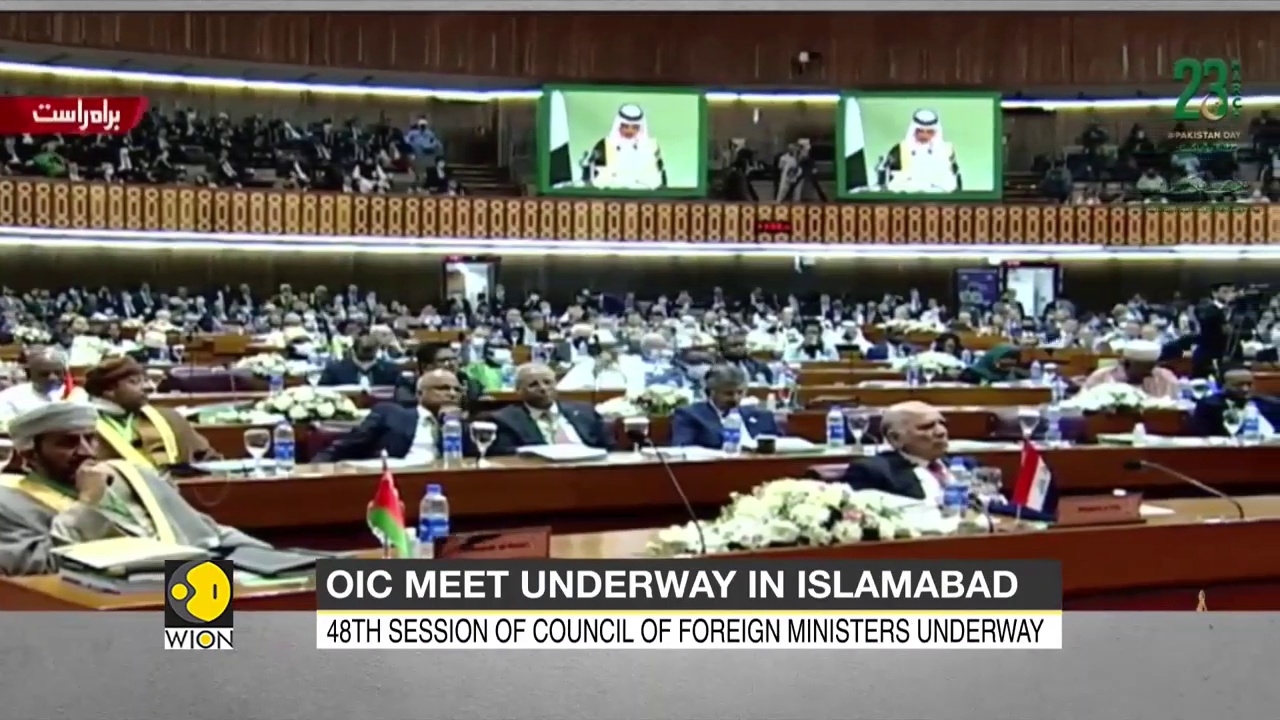 براہ راست
23
MARCH
#PAKISTAN DAY
OIC MEET UNDERWAY IN ISLAMABAD
48TH SESSION OF COUNCIL OF FOREIGN MINISTERS UNDERWAY
WION